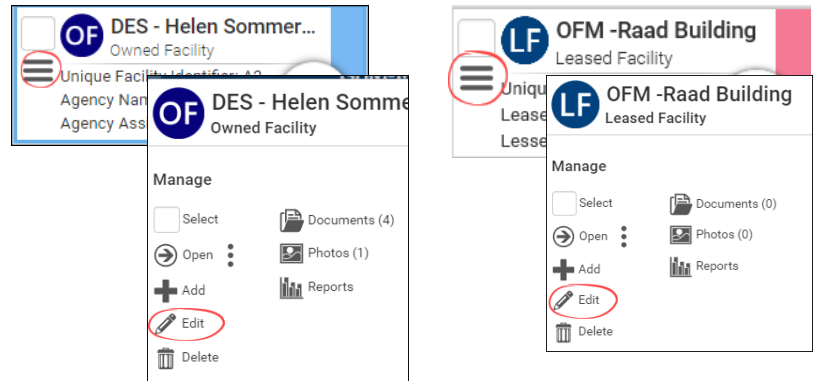 OF
DES - Helen Sommer...
Owned Facility
Unique Facility Identifier: A2
Agency Nam
Agency Ass
OF
DES - Helen Somme
Owned Facility
Manage
Select
Documents (4)
Open
Photos (1)
Add
Reports
Edit
Delete
LF
OFM -Raad Building
Leased Facility
Uniqu
Lease
Lesse
LF
OFM -Raad Building
Leased Facility
Manage
Select
Documents (0)
Open
Photos (0)
Add
Reports
Edit
Delete